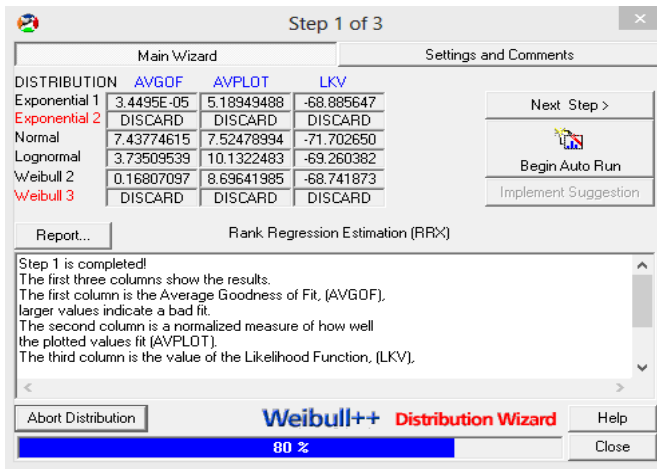 Step 1 of 3
Main Wizard Settings and Comments
DISTRIBUTION AVGOF AVPLOT LKV
Exponential 1 3.4495E-05 5.18949488 -68.885647
Exponential 2 DISCARD DISCARD DISCARD
Normal 7.43774615 7.52478994 -71.702650
Lognormal 3.73509539 10.1322483 -69.260382
Weibull 2 0.16807097 8.69641985 -68.741873
Weibull 3 DISCARD DISCARD DISCARD
Next Step >
Begin Auto Run
Implement Suggestion
Report... Rank Regression Estimation (RRX)
Step 1 is completed!
The first three columns show the results.
The first column is the Average Goodness of Fit, (AVGOF),
larger values indicate a bad fit.
The second column is a normalized measure of how well
the plotted values fit (AVPLOT).
The third column is the value of the Likelihood Function, (LKV),
Abort Distribution Weibull++ Distribution Wizard Help
80 % Close